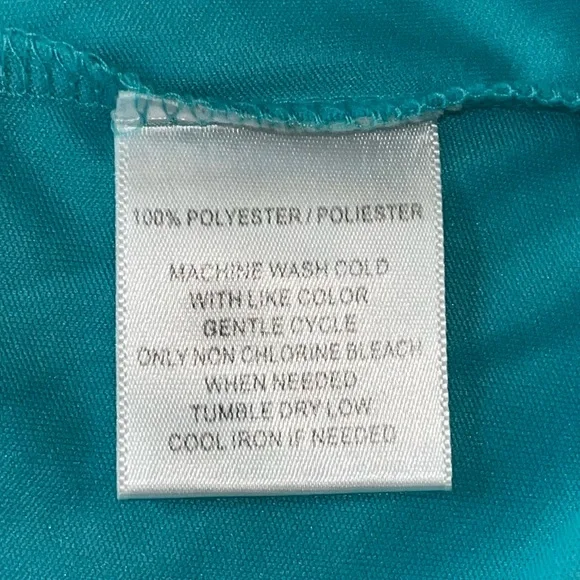 100% POLYESTER / POLIESTER
MACHINE WASH COLD
WITH LIKE COLOR
GENTLE CYCLE
ONLY NON CHLORINE BLEACH
WHEN NEEDED
TUMBLE DRY LOW
COOL IRON IF NEEDED